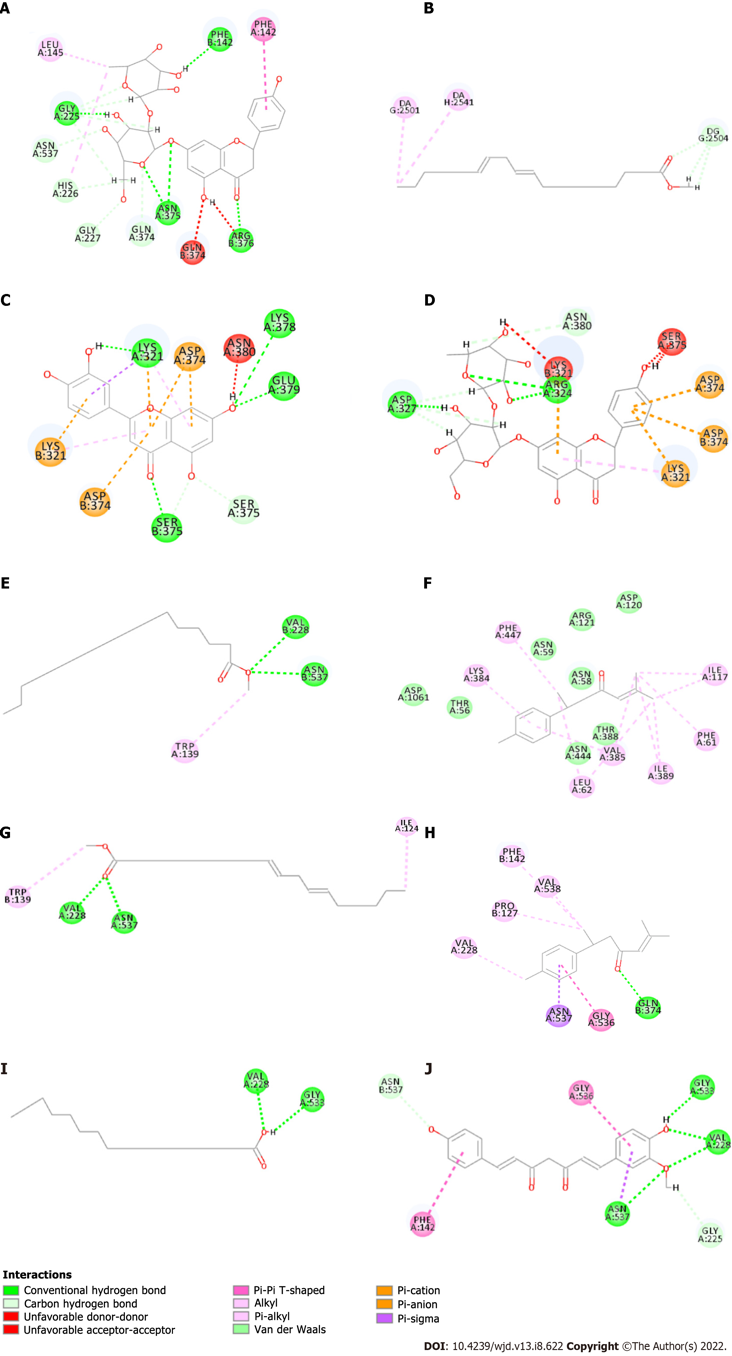 A
LEU
A:145
PHE
B:142
PHE
A:142
GLY
A:225
ASN
A:537
HIS
A:226
GLY
A:227
GLN
A:374
ASN
A:375
GLN
B:374
ARG
B:376
O
H
B
DA
G:2501
DA
H:2541
DG
G:2504
O
H
C
LYS
A:378
LYS
A:321
ASP
A:374
ASN
A:380
GLU
A:379
LYS
B:321
ASP
B:374
SER
B:375
SER
A:375
D
ASN
A:380
SER
A:375
LYS
B:321
ARG
A:324
ASP
A:327
ASP
A:374
ASP
B:374
LYS
A:321
E
VAL
B:228
ASN
B:537
TRP
A:139
F
ASP
A:120
ARG
A:121
PHE
A:447
ASN
A:59
LYS
A:384
ASN
A:58
ILE
A:117
ASP
A:1061
THR
A:56
THR
A:388
ASN
A:444
VAL
A:385
PHE
A:61
LEU
A:62
ILE
A:389
G
ILE
A:124
TRP
B:139
VAL
A:228
ASN
A:537
H
PHE
B:142
VAL
A:538
PRO
B:127
VAL
A:228
ASN
A:537
GLY
A:536
GLN
B:374
I
VAL
A:228
GLY
A:533
J
ASN
B:537
GLY
A:536
GLY
A:533
VAL
A:228
ASN
A:537
PHE
A:142
GLY
A:225
Interactions
Conventional hydrogen bond
Carbon hydrogen bond
Unfavorable donor-donor
Unfavorable acceptor-acceptor
Pi-Pi T-shaped
Alkyl
Pi-alkyl
Van der Waals
Pi-cation
Pi-anion
Pi-sigma
DOI: 10.4239/wjd.v13.i8.622 Copyright ©The Author(s) 2022.